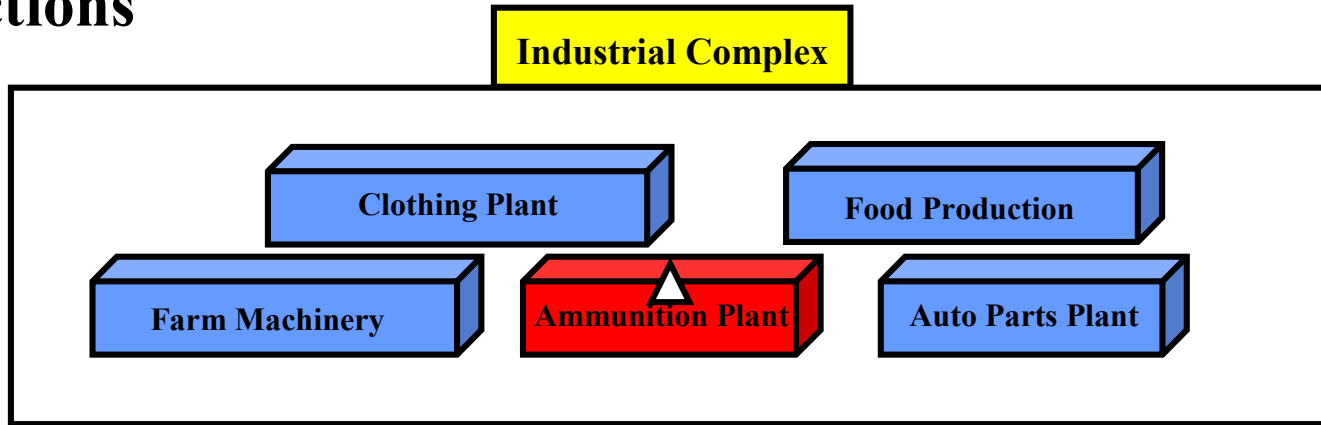 ctions
Industrial Complex
Clothing Plant
Food Production
Farm Machinery
Ammunition Plant
Auto Parts Plant